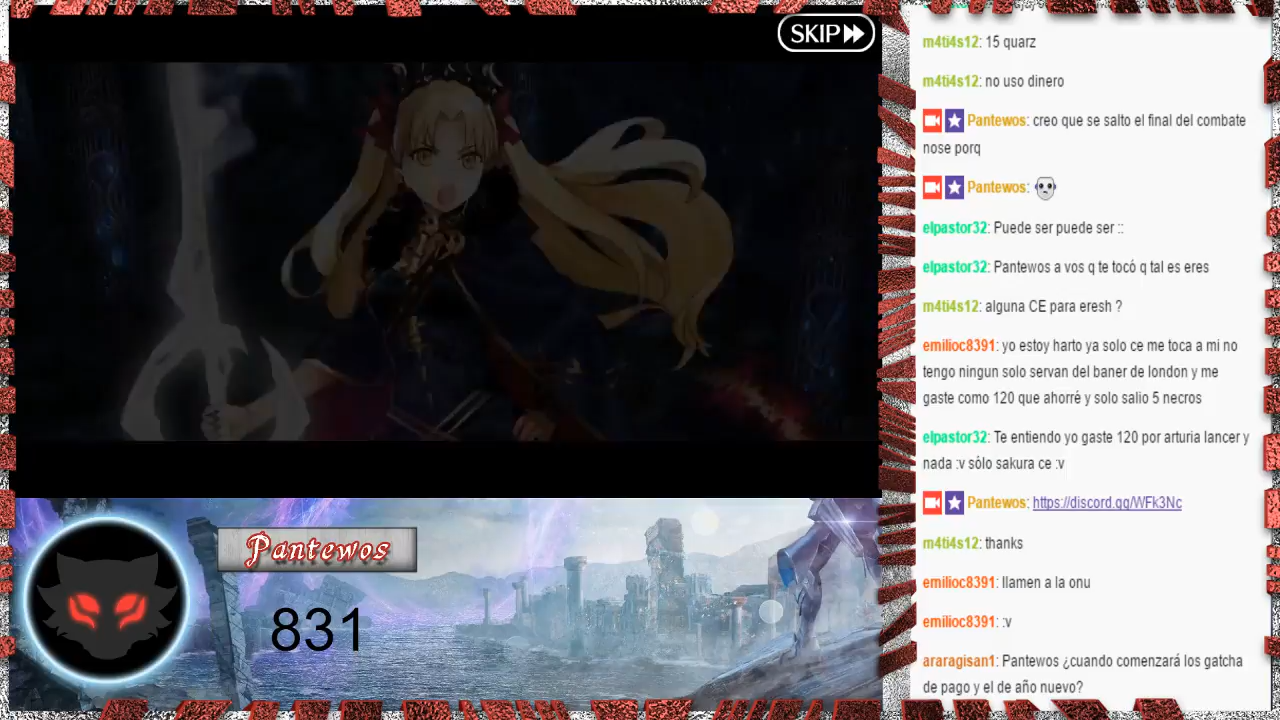 SKIP
m4ti4s12: 15 quarz
m4ti4s12: no uso dinero
Pantewos: creo que se salto el final del combate
nose porq
Pantewos:
elpastor32: Puede ser puede ser ::
elpastor32: Pantewos a vos q te tocó q tal es eres
m4ti4s12: alguna CE para eresh ?
emilioc8391: yo estoy harto ya solo ce me toca a mi no
tengo ningun solo servan del baner de london y me
gaste como 120 que ahorré y solo salio 5 necros
elpastor32: Te entiendo yo gaste 120 por arturia lancer y
nada :v sólo sakura ce :v
Pantewos: https://discord.gg/WFk3Nc
m4ti4s12: thanks
emilioc8391: llamen a la onu
emilioc8391: :v
araragisan1: Pantewos ¿cuando comenzará los gatcha
de pago y el de año nuevo?
Pantewos
831